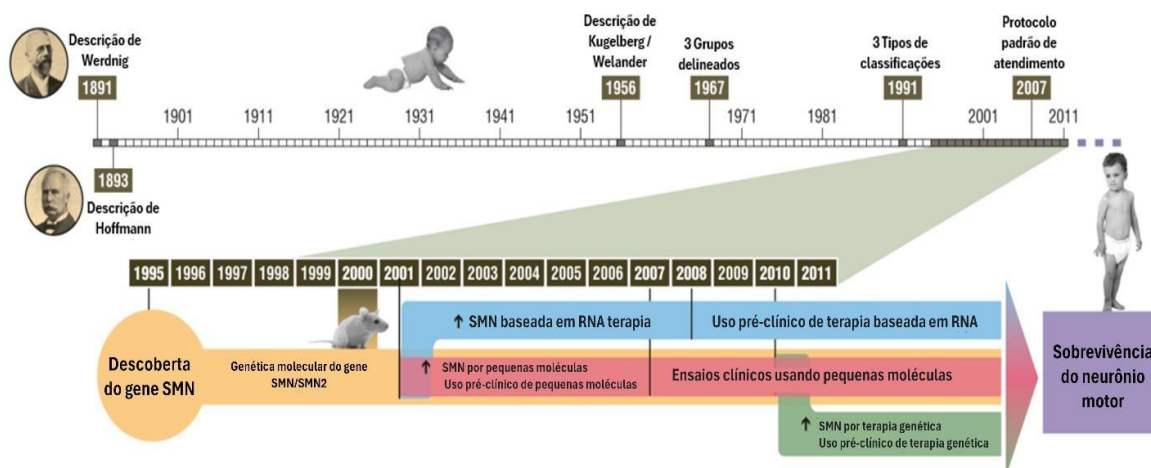 Descrição de
Werdnig
1891
Descrição de
Kugelberg /
Welander
1956
3 Grupos
delineados
1967
3 Tipos de
classificações
1991
Protocolo
padrão de
atendimento
2007
1901
1911
1921
1931
1941
1951
1971
1981
2001
2011
1893
Descrição de
Hoffmann
1995 1996 1997 1998 1999 2000 2001 2002 2003 2004 2005 2006 2007 2008 2009 2010 2011
Descoberta
do gene SMN
Genética molecular do gene
SMN/SMN2
↑ SMN baseada em RNA terapia
Uso pré-clínico de terapia baseada em RNA
↑ SMN por pequenas moléculas
Uso pré-clínico de pequenas moléculas
Ensaios clínicos usando pequenas moléculas
↑ SMN por terapia genética
Uso pré-clínico de terapia genética
Sobrevivência
do neurônio
motor